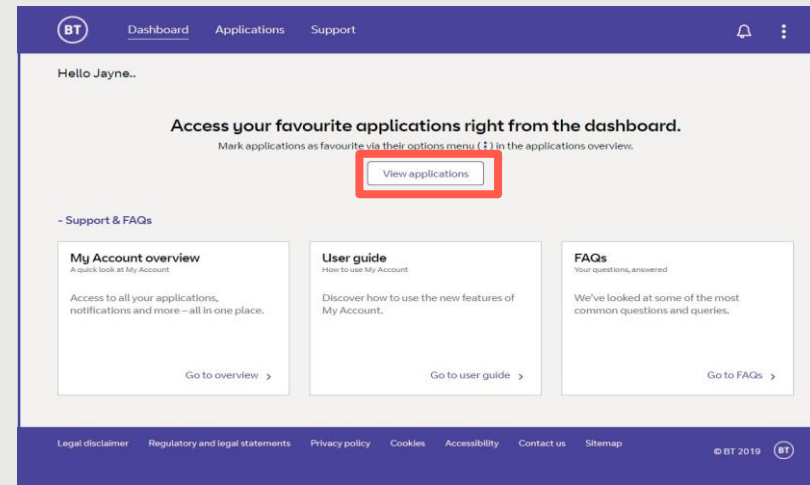 BT Dashboard Applications Support
Hello Jayne..
Access your favourite applications right from the dashboard.
Mark applications as favourite via their options menu (⋮) in the applications overview.
View applications
- Support & FAQs
My Account overview
A quick look at My Account
Access to all your applications,
notifications and more – all in one place.
Go to overview >
User guide
How to use My Account
Discover how to use the new features of
My Account.
Go to user guide >
FAQs
Your questions, answered
We've looked at some of the most
common questions and queries.
Go to FAQs >
Legal disclaimer Regulatory and legal statements Privacy policy Cookies Accessibility Contact us Sitemap © BT 2019 BT